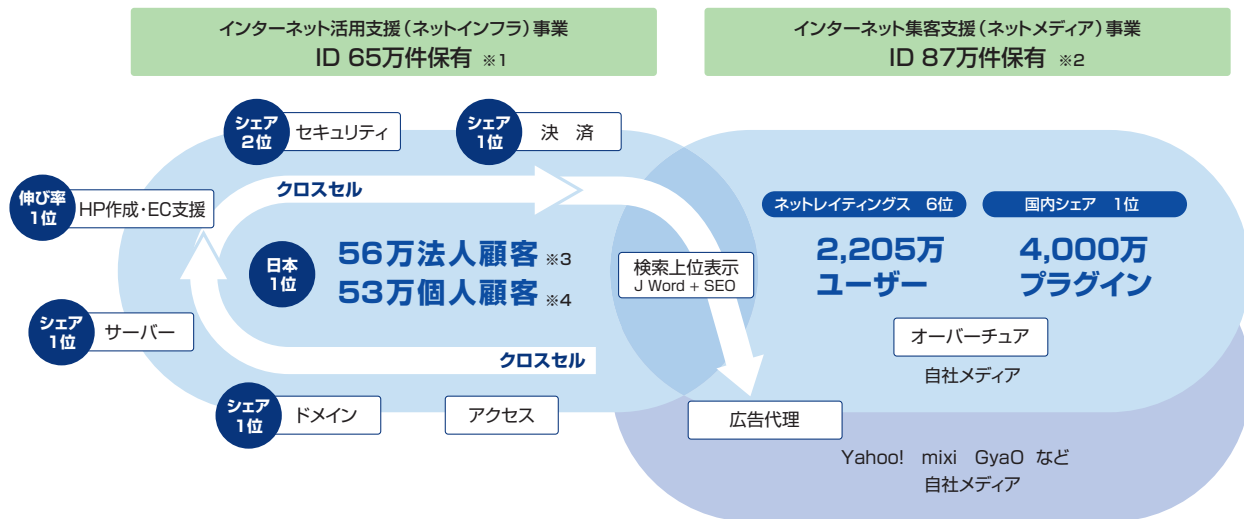 インターネット活用支援(ネットインフラ)事業
ID 65万件保有 ※1
インターネット集客支援(ネットメディア)事業
ID 87万件保有 ※2
シェア
2位
セキュリティ
シェア
1位
決 済
伸び率
1位
HP作成・EC支援
クロスセル
日本
1位
56万法人顧客 ※3
53万個人顧客 ※4
検索上位表示
J Word + SEO
ネットレイティングス 6位
2,205万
ユーザー
国内シェア 1位
4,000万
プラグイン
シェア
1位
サーバー
オーバーチュア
自社メディア
クロスセル
シェア
1位
ドメイン
アクセス
広告代理
Yahoo! mixi GyaO など
自社メディア